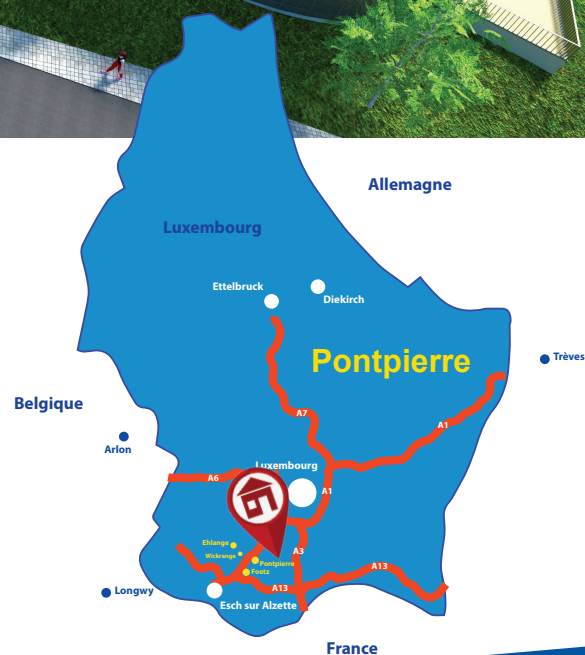 Allemagne
Luxembourg
Ettelbruck
Diekirch
Pontpierre
Trèves
Belgique
A7
A1
Arlon
Luxembourg
A6
A1
Ehlange
Wickrange
A3
Pontpierre
Foetz
A13
A13
Longwy
Esch sur Alzette
France